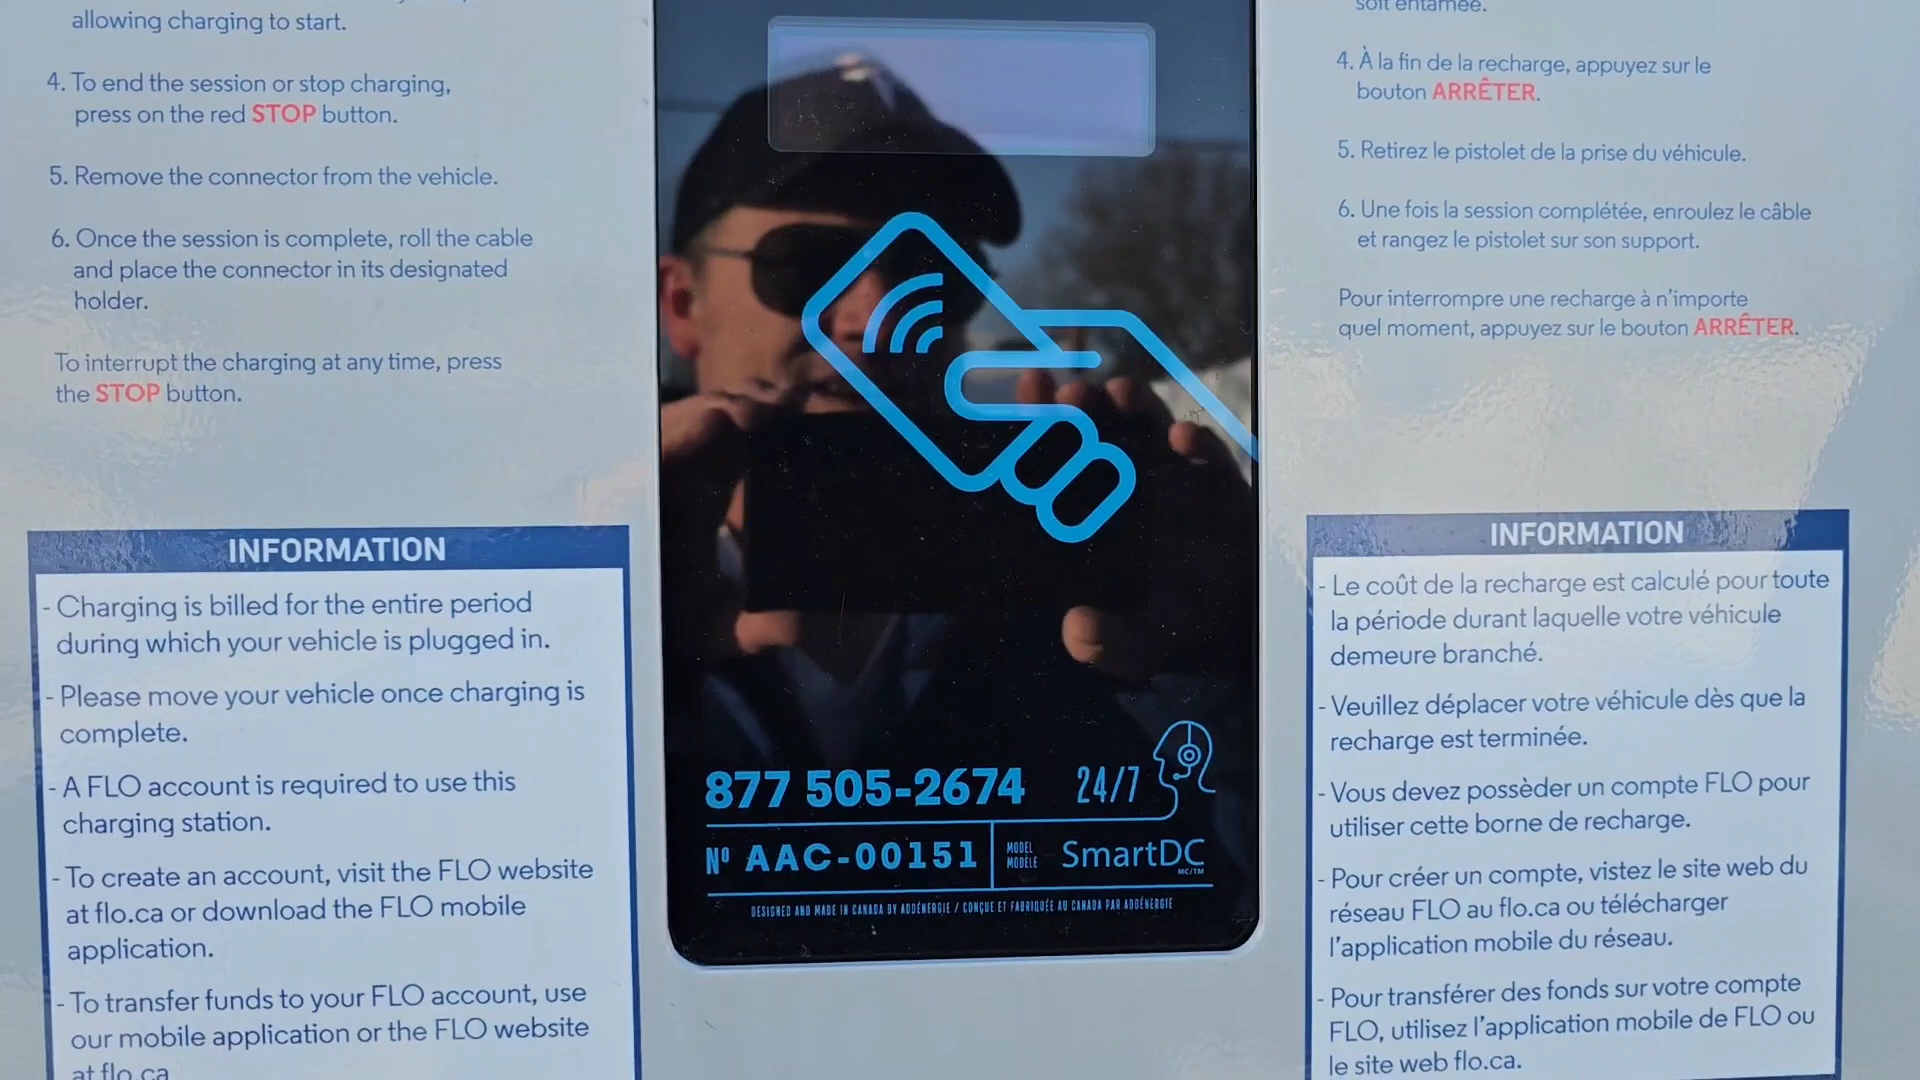 allowing charging to start.
4. To end the session or stop charging,
press on the red STOP button.
5. Remove the connector from the vehicle.
6. Once the session is complete, roll the cable
and place the connector in its designated
holder.
To interrupt the charging at any time, press
the STOP button.
INFORMATION
- Charging is billed for the entire period
during which your vehicle is plugged in.
- Please move your vehicle once charging is
complete.
- A FLO account is required to use this
charging station.
- To create an account, visit the FLO website
at flo.ca or download the FLO mobile
application.
- To transfer funds to your FLO account, use
our mobile application or the FLO website
at flo.ca
877 505-2674 24/7
Nº AAC-00151
MODEL
MODÈLE
SmartDC
MC/TM
DESIGNED AND MADE IN CANADA BY ADDÉNERGIE / CONÇUE ET FABRIQUÉE AU CANADA PAR ADDÉNERGIE
soit entamée.
4. À la fin de la recharge, appuyez sur le
bouton ARRÊTER.
5. Retirez le pistolet de la prise du véhicule.
6. Une fois la session complétée, enroulez le câble
et rangez le pistolet sur son support.
Pour interrompre une recharge à n'importe
quel moment, appuyez sur le bouton ARRÊTER.
INFORMATION
- Le coût de la recharge est calculé pour toute
la période durant laquelle votre véhicule
demeure branché.
- Veuillez déplacer votre véhicule dès que la
recharge est terminée.
- Vous devez possèder un compte FLO pour
utiliser cette borne de recharge.
- Pour créer un compte, vistez le site web du
réseau FLO au flo.ca ou télécharger
l'application mobile du réseau.
- Pour transférer des fonds sur votre compte
FLO, utilisez l'application mobile de FLO ou
le site web flo.ca.